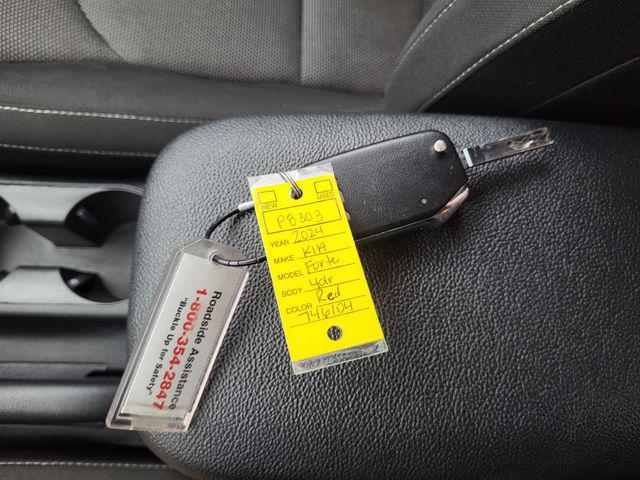 NEW USED
P8303
YEAR 2024
MAKE KIA
MODEL Forte
BODY 4dr
COLOR Red
746104
Roadside Assistance
1-800-354-2847
"Buckle Up for Safety"